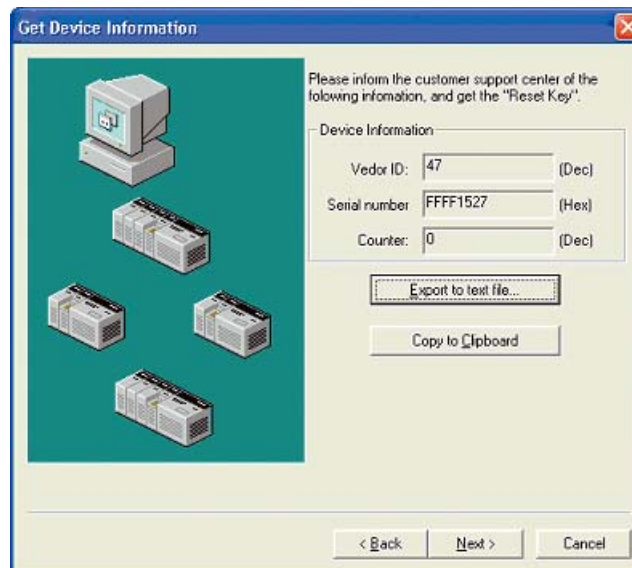 Get Device Information
Please inform the customer support center of the
folowing infomation, and get the "Reset Key".
Device Information
Vedor ID: 47 (Dec)
Serial number FFFF1527 (Hex)
Counter: 0 (Dec)
Export to text file...
Copy to Clipboard
< Back Next > Cancel